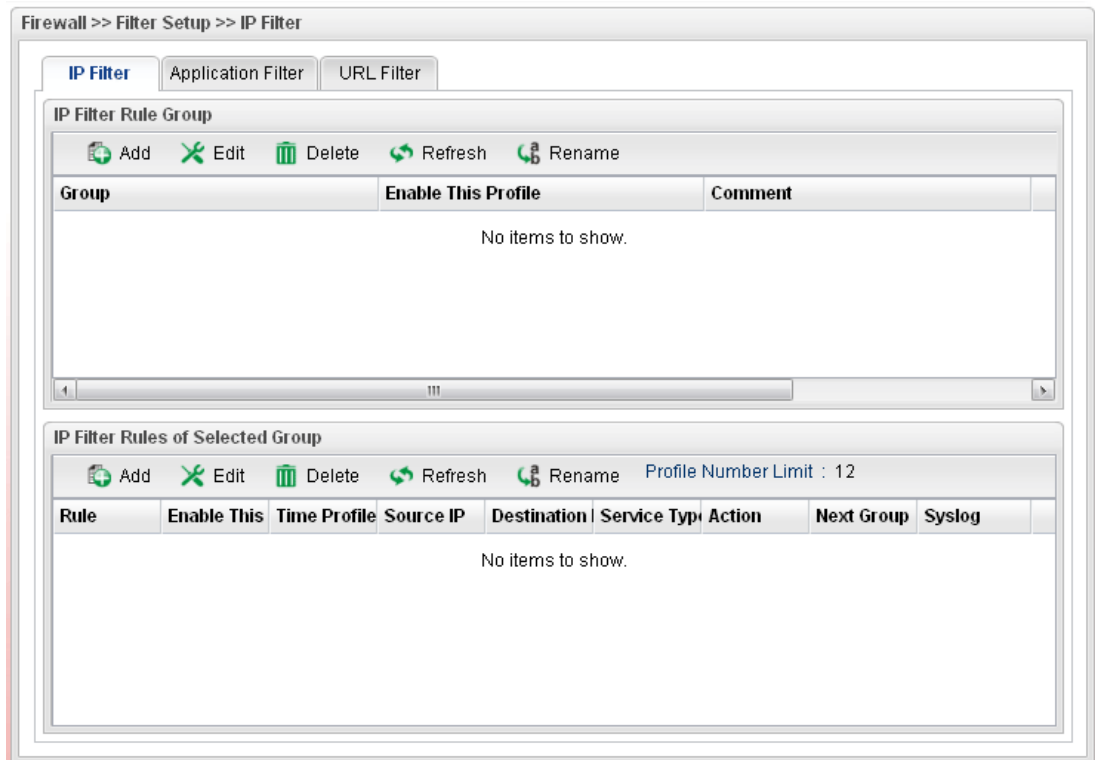 Firewall >> Filter Setup >> IP Filter
IP Filter Application Filter URL Filter
IP Filter Rule Group
Add Edit Delete Refresh Rename
Group Enable This Profile Comment
No items to show.
IP Filter Rules of Selected Group
Add Edit Delete Refresh Rename Profile Number Limit : 12
Rule Enable This Time Profile Source IP Destination Service Type Action Next Group Syslog
No items to show.